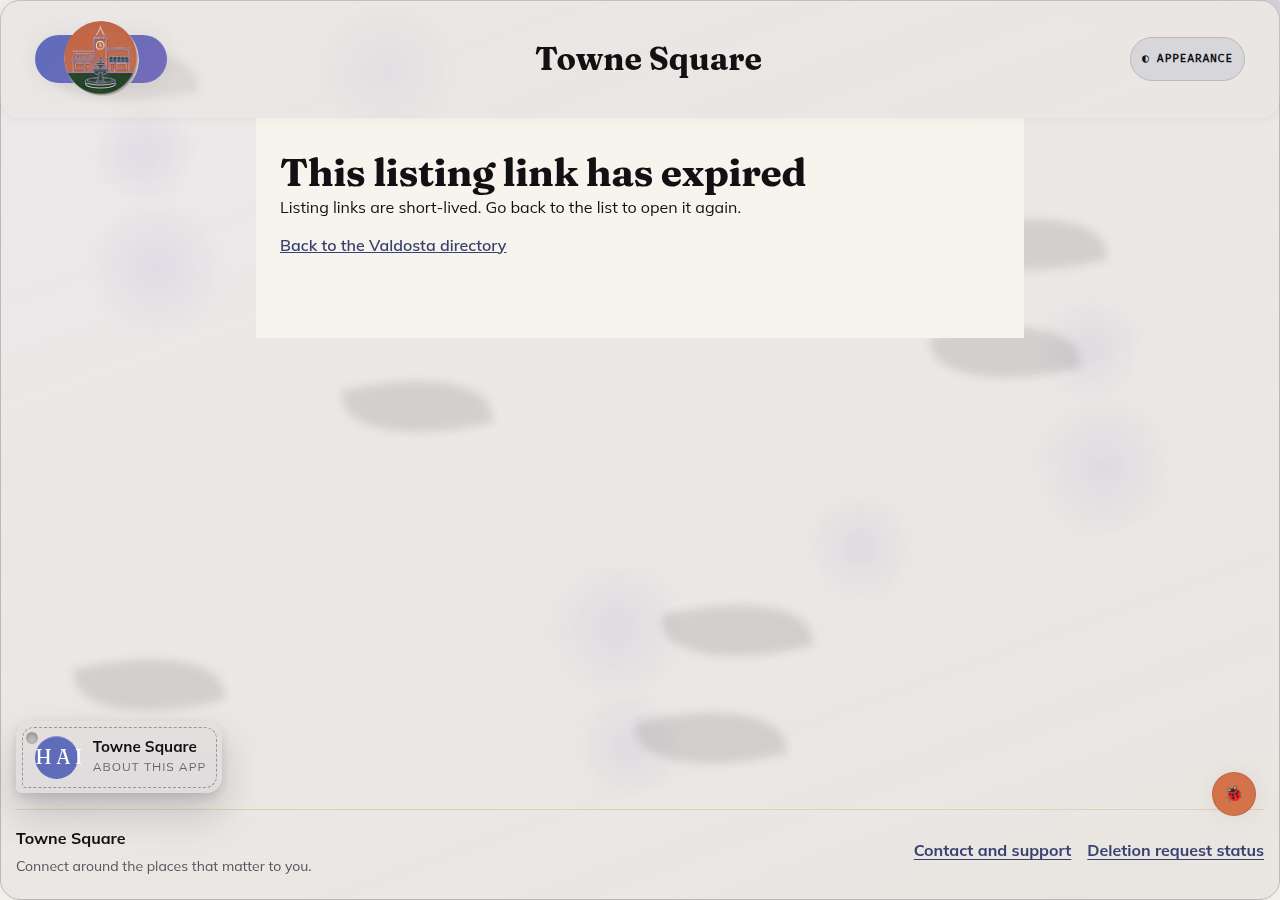 Towne Square
APPEARANCE
This listing link has expired
Listing links are short-lived. Go back to the list to open it again.
Back to the Valdosta directory
HAI
Towne Square
ABOUT THIS APP
Towne Square
Connect around the places that matter to you.
Contact and support
Deletion request status